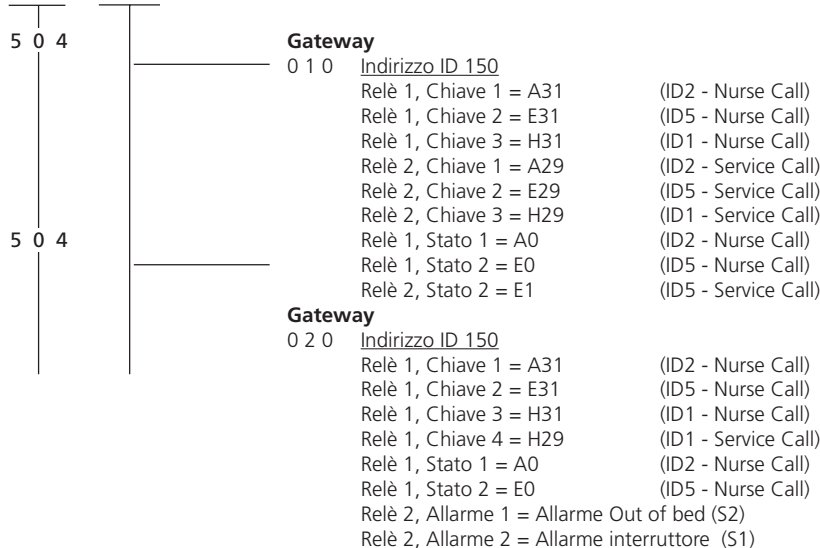 5 0 4
Gateway
0 1 0 Indirizzo ID 150
Relè 1, Chiave 1 = A31 (ID2 - Nurse Call)
Relè 1, Chiave 2 = E31 (ID5 - Nurse Call)
Relè 1, Chiave 3 = H31 (ID1 - Nurse Call)
Relè 2, Chiave 1 = A29 (ID2 - Service Call)
Relè 2, Chiave 2 = E29 (ID5 - Service Call)
Relè 2, Chiave 3 = H29 (ID1 - Service Call)
5 0 4
Relè 1, Stato 1 = A0 (ID2 - Nurse Call)
Relè 1, Stato 2 = E0 (ID5 - Nurse Call)
Relè 2, Stato 2 = E1 (ID5 - Service Call)
Gateway
0 2 0 Indirizzo ID 150
Relè 1, Chiave 1 = A31 (ID2 - Nurse Call)
Relè 1, Chiave 2 = E31 (ID5 - Nurse Call)
Relè 1, Chiave 3 = H31 (ID1 - Nurse Call)
Relè 1, Chiave 4 = H29 (ID1 - Service Call)
Relè 1, Stato 1 = A0 (ID2 - Nurse Call)
Relè 1, Stato 2 = E0 (ID5 - Nurse Call)
Relè 2, Allarme 1 = Allarme Out of bed (S2)
Relè 2, Allarme 2 = Allarme interruttore (S1)